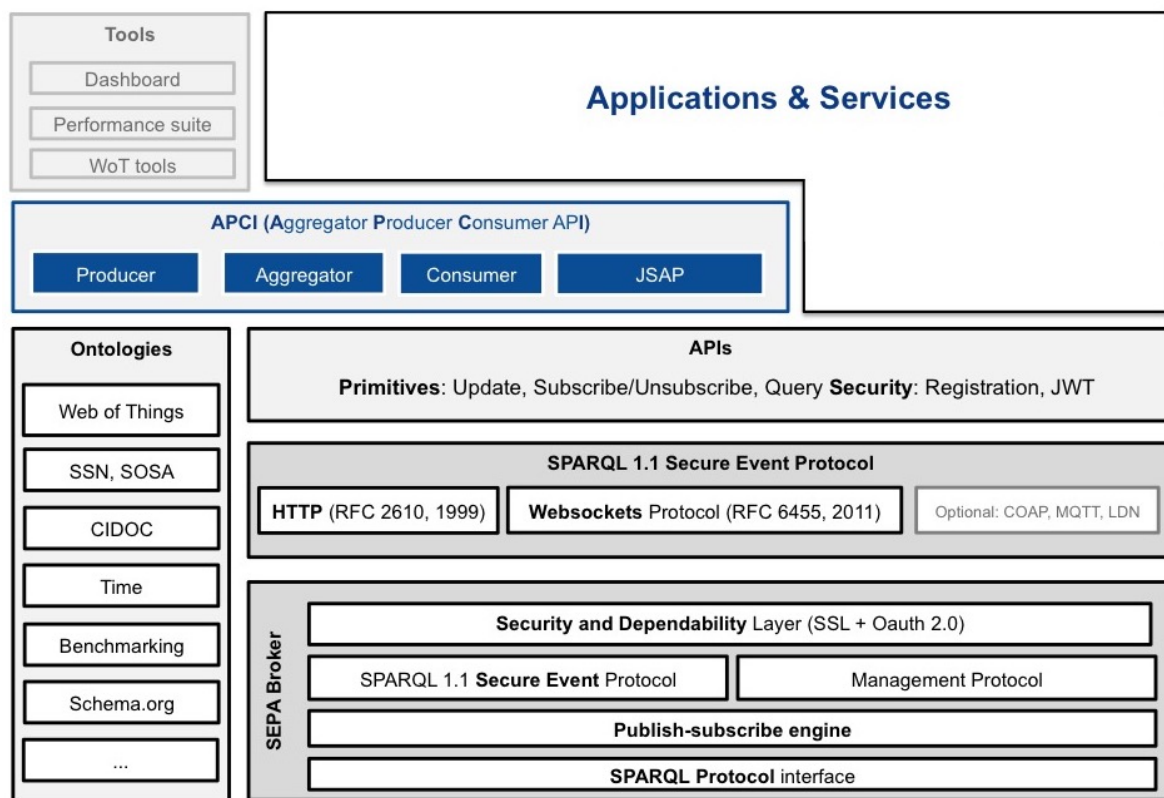 Tools
Dashboard
Performance suite
WoT tools
Applications & Services
APCI (Aggregator Producer Consumer API)
Producer
Aggregator
Consumer
JSAP
Ontologies
Web of Things
SSN, SOSA
CIDOC
Time
Benchmarking
Schema.org
...
APIs
Primitives: Update, Subscribe/Unsubscribe, Query Security: Registration, JWT
SPARQL 1.1 Secure Event Protocol
HTTP (RFC 2610, 1999)
Websockets Protocol (RFC 6455, 2011)
Optional: COAP, MQTT, LDN
SEPA Broker
Security and Dependability Layer (SSL + Oauth 2.0)
SPARQL 1.1 Secure Event Protocol
Management Protocol
Publish-subscribe engine
SPARQL Protocol interface